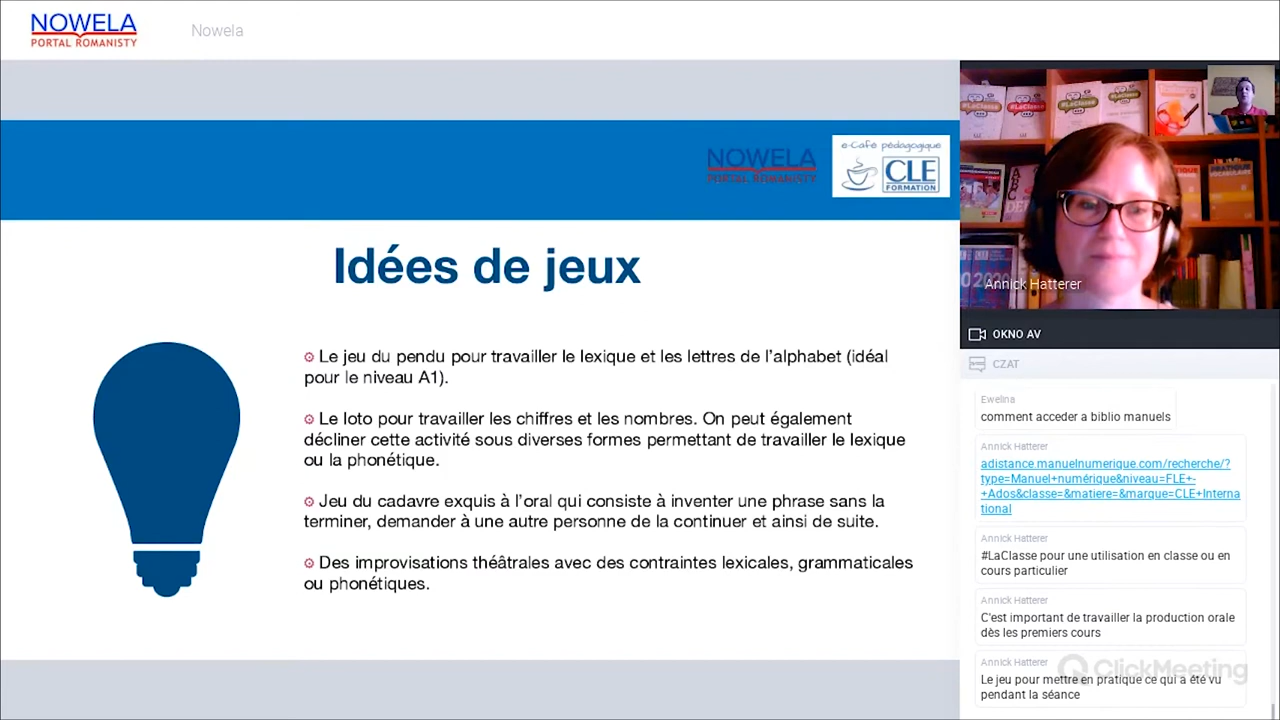 NOWELA
PORTAL ROMANISTY
Nowela
NOWELA
PORTAL ROMANISTY
e-Café pédagogique
CLE
FORMATION
Idées de jeux
Le jeu du pendu pour travailler le lexique et les lettres de l'alphabet (idéal
pour le niveau A1).
Le loto pour travailler les chiffres et les nombres. On peut également
décliner cette activité sous diverses formes permettant de travailler le lexique
ou la phonétique.
Jeu du cadavre exquis à l'oral qui consiste à inventer une phrase sans la
terminer, demander à une autre personne de la continuer et ainsi de suite.
Des improvisations théâtrales avec des contraintes lexicales, grammaticales
ou phonétiques.
#LaClasse
#LaClasse
#LaClasse
#LaClasse
Annick Hatterer
OKNO AV
CZAT
Ewelina
comment acceder a biblio manuels
Annick Hatterer
adistance.manuelnumerique.com/recherche/?
type=Manuel+numérique&niveau=FLE+-
+Ados&classe=&matiere=&marque=CLE+Interna
tional
Annick Hatterer
#LaClasse pour une utilisation en classe ou en
cours particulier
Annick Hatterer
C'est important de travailler la production orale
dès les premiers cours
Annick Hatterer
Le jeu pour mettre en pratique ce qui a été vu
pendant la séance
ClickMeeting